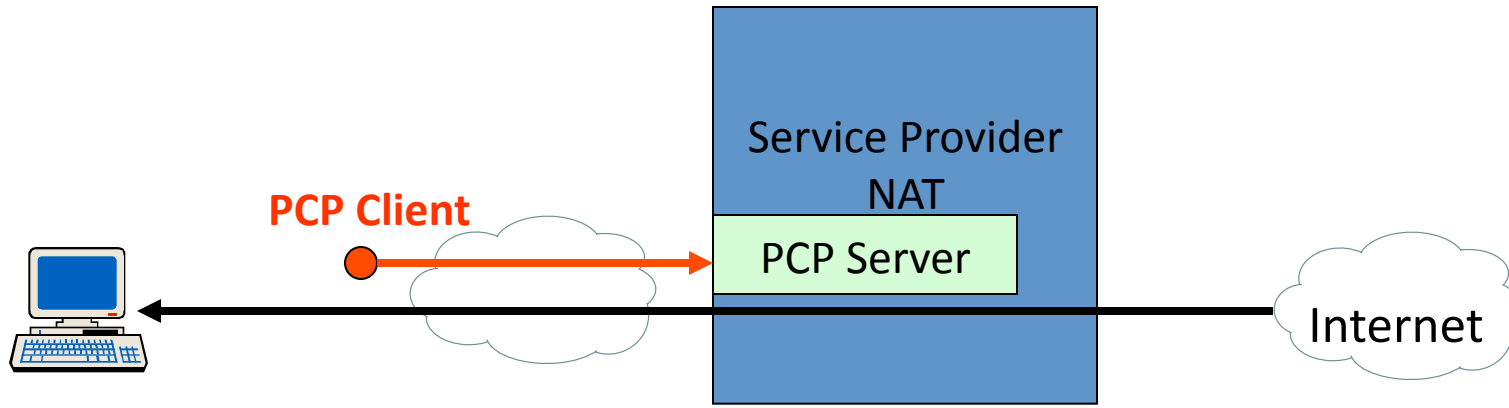 Service Provider
NAT
PCP Client
PCP Server
Internet